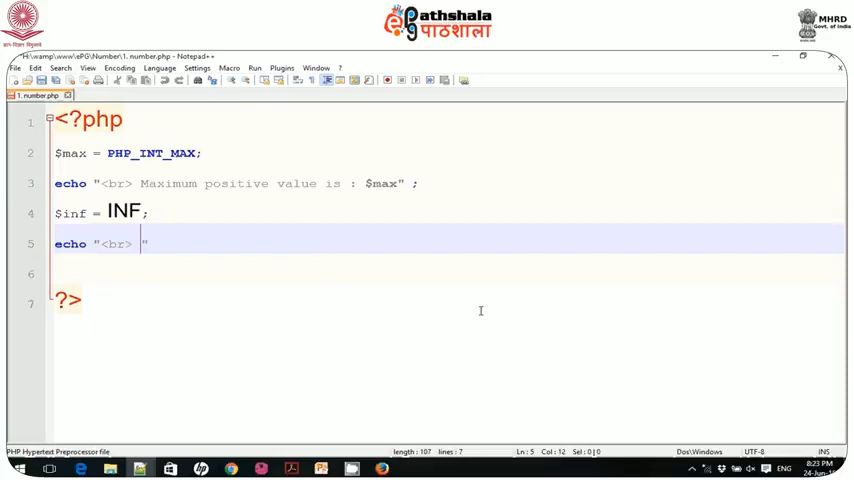 ePathshala
पाठशाला
MHRD
Govt. of India
H:\wamp\www\ePG\Number\1. number.php - Notepad++
File Edit Search View Encoding Language Settings Macro Run Plugins Window ?
X
1. number.php
1 <?php
2 $max = PHP_INT_MAX;
3 echo "<br> Maximum positive value is : $max" ;
4 $inf = INF;
5 echo "<br> "
6
7 ?>
PHP Hypertext Preprocessor file length : 107 lines : 7 Ln : 5 Col : 12 Sel : 0 | 0 Dos\Windows UTF-8 INS
ENG
8:23 PM